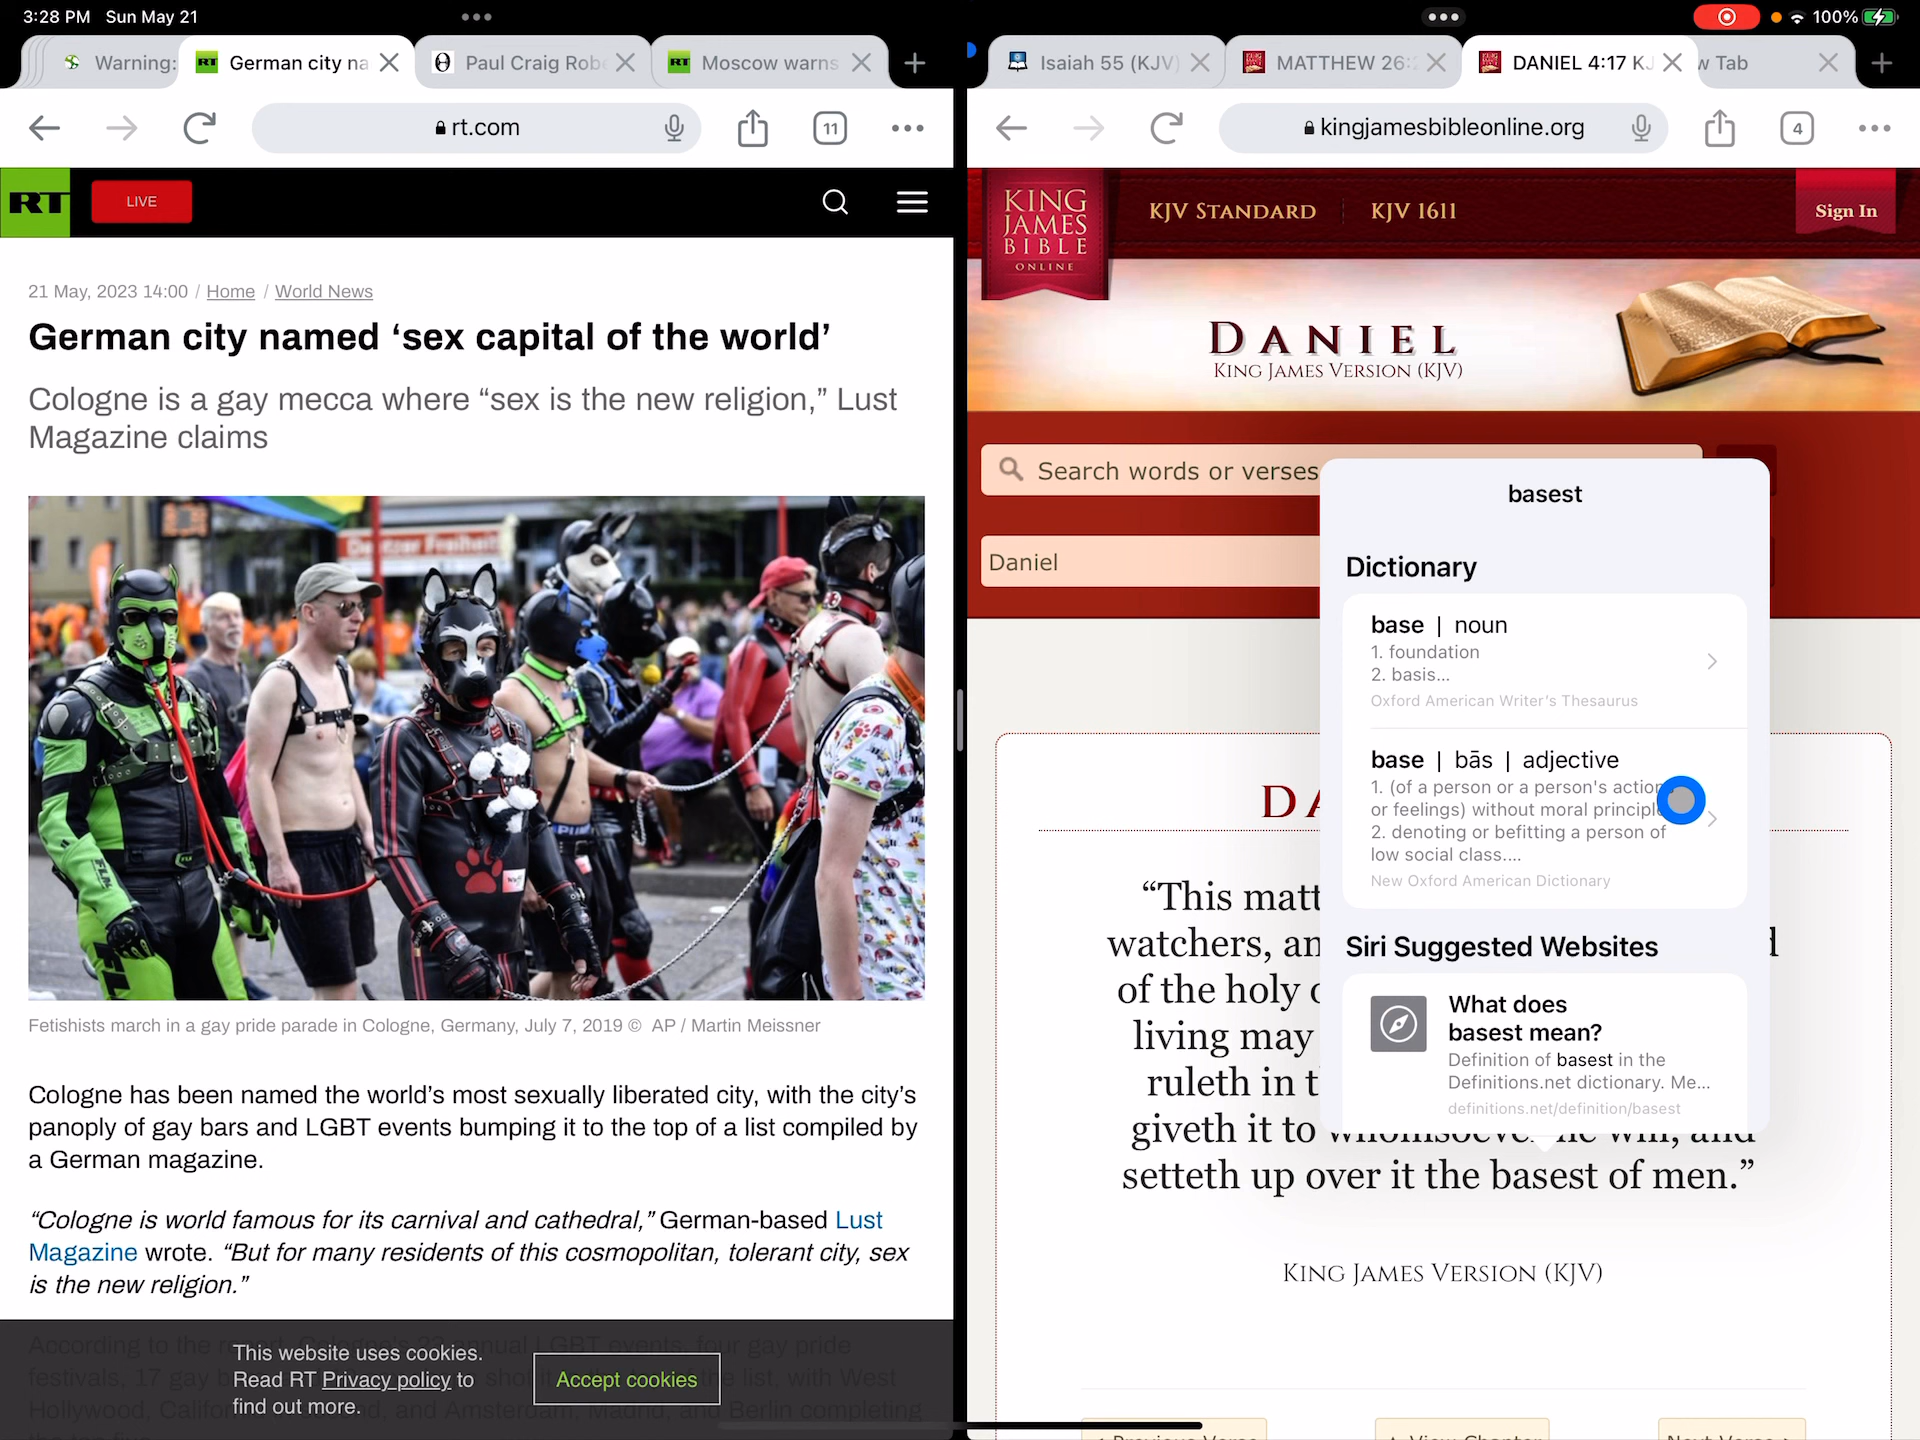 3:28 PM Sun May 21
100%
Warning:
German city na
Paul Craig Rob
Moscow warns
rt.com
11
RT
LIVE
21 May, 2023 14:00 / Home / World News
German city named ‘sex capital of the world’
Cologne is a gay mecca where “sex is the new religion,” Lust
Magazine claims
Fetishists march in a gay pride parade in Cologne, Germany, July 7, 2019 © AP / Martin Meissner
Cologne has been named the world’s most sexually liberated city, with the city’s
panoply of gay bars and LGBT events bumping it to the top of a list compiled by
a German magazine.
“Cologne is world famous for its carnival and cathedral,” German-based Lust
Magazine wrote. “But for many residents of this cosmopolitan, tolerant city, sex
is the new religion.”
This website uses cookies.
Read RT Privacy policy to
find out more.
Accept cookies
Isaiah 55 (KJV)
MATTHEW 26:
DANIEL 4:17 KJ
w Tab
kingjamesbibleonline.org
4
KING
JAMES
BIBLE
ONLINE
KJV STANDARD
KJV 1611
Sign In
DANIEL
KING JAMES VERSION (KJV)
Search words or verses
Daniel
basest
Dictionary
base | noun
1. foundation
2. basis...
Oxford American Writer's Thesaurus
base | bās | adjective
1. (of a person or a person's action
or feelings) without moral principl
2. denoting or befitting a person of
low social class....
New Oxford American Dictionary
Siri Suggested Websites
What does
basest mean?
Definition of basest in the
Definitions.net dictionary. Me...
definitions.net/definition/basest
DA
“This matt
watchers, an
of the holy
living may
ruleth in t
giveth it to whomsoever he will, and
setteth up over it the basest of men.”
KING JAMES VERSION (KJV)
Previous Verse
View Chapter
Next Verse